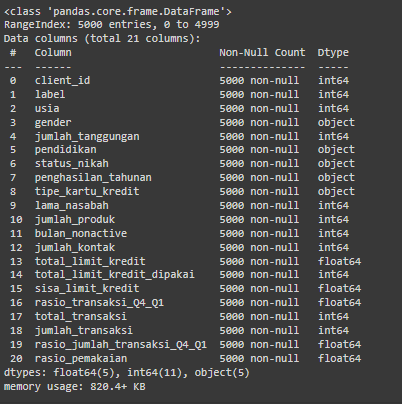 <class 'pandas.core.frame.DataFrame'>
RangeIndex: 5000 entries, 0 to 4999
Data columns (total 21 columns):
 #   Column                        Non-Null Count  Dtype
---  ------                        --------------  -----
 0   client_id                     5000 non-null   int64
 1   label                         5000 non-null   int64
 2   usia                          5000 non-null   int64
 3   gender                        5000 non-null   object
 4   jumlah_tanggungan             5000 non-null   int64
 5   pendidikan                    5000 non-null   object
 6   status_nikah                  5000 non-null   object
 7   penghasilan_tahunan           5000 non-null   object
 8   tipe_kartu_kredit             5000 non-null   object
 9   lama_nasabah                  5000 non-null   int64
 10  jumlah_produk                 5000 non-null   int64
 11  bulan_nonactive               5000 non-null   int64
 12  jumlah_kontak                 5000 non-null   int64
 13  total_limit_kredit            5000 non-null   float64
 14  total_limit_kredit_dipakai    5000 non-null   int64
 15  sisa_limit_kredit             5000 non-null   float64
 16  rasio_transaksi_Q4_Q1         5000 non-null   float64
 17  total_transaksi               5000 non-null   int64
 18  jumlah_transaksi              5000 non-null   int64
 19  rasio_jumlah_transaksi_Q4_Q1  5000 non-null   float64
 20  rasio_pemakaian               5000 non-null   float64
dtypes: float64(5), int64(11), object(5)
memory usage: 820.4+ KB